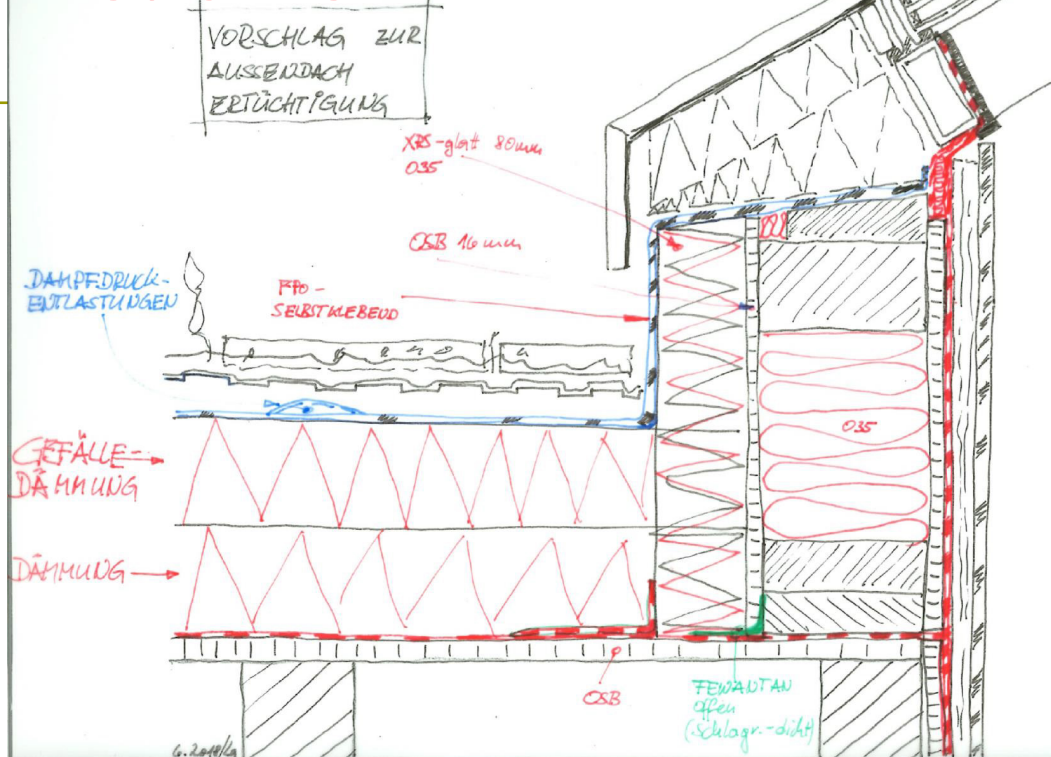 VORSCHLAG ZUR
AUSSENDACH
ERTÜCHTIGUNG
XPS-glatt 80mm
035
OSB 16mm
FPO-
SELBSTKLEBEND
DAMPFDRUCK-
ENTLASTUNGEN
035
GEFÄLLE-
DÄMMUNG
DÄMMUNG
OSB
offen
(Schlagr.-dicht)